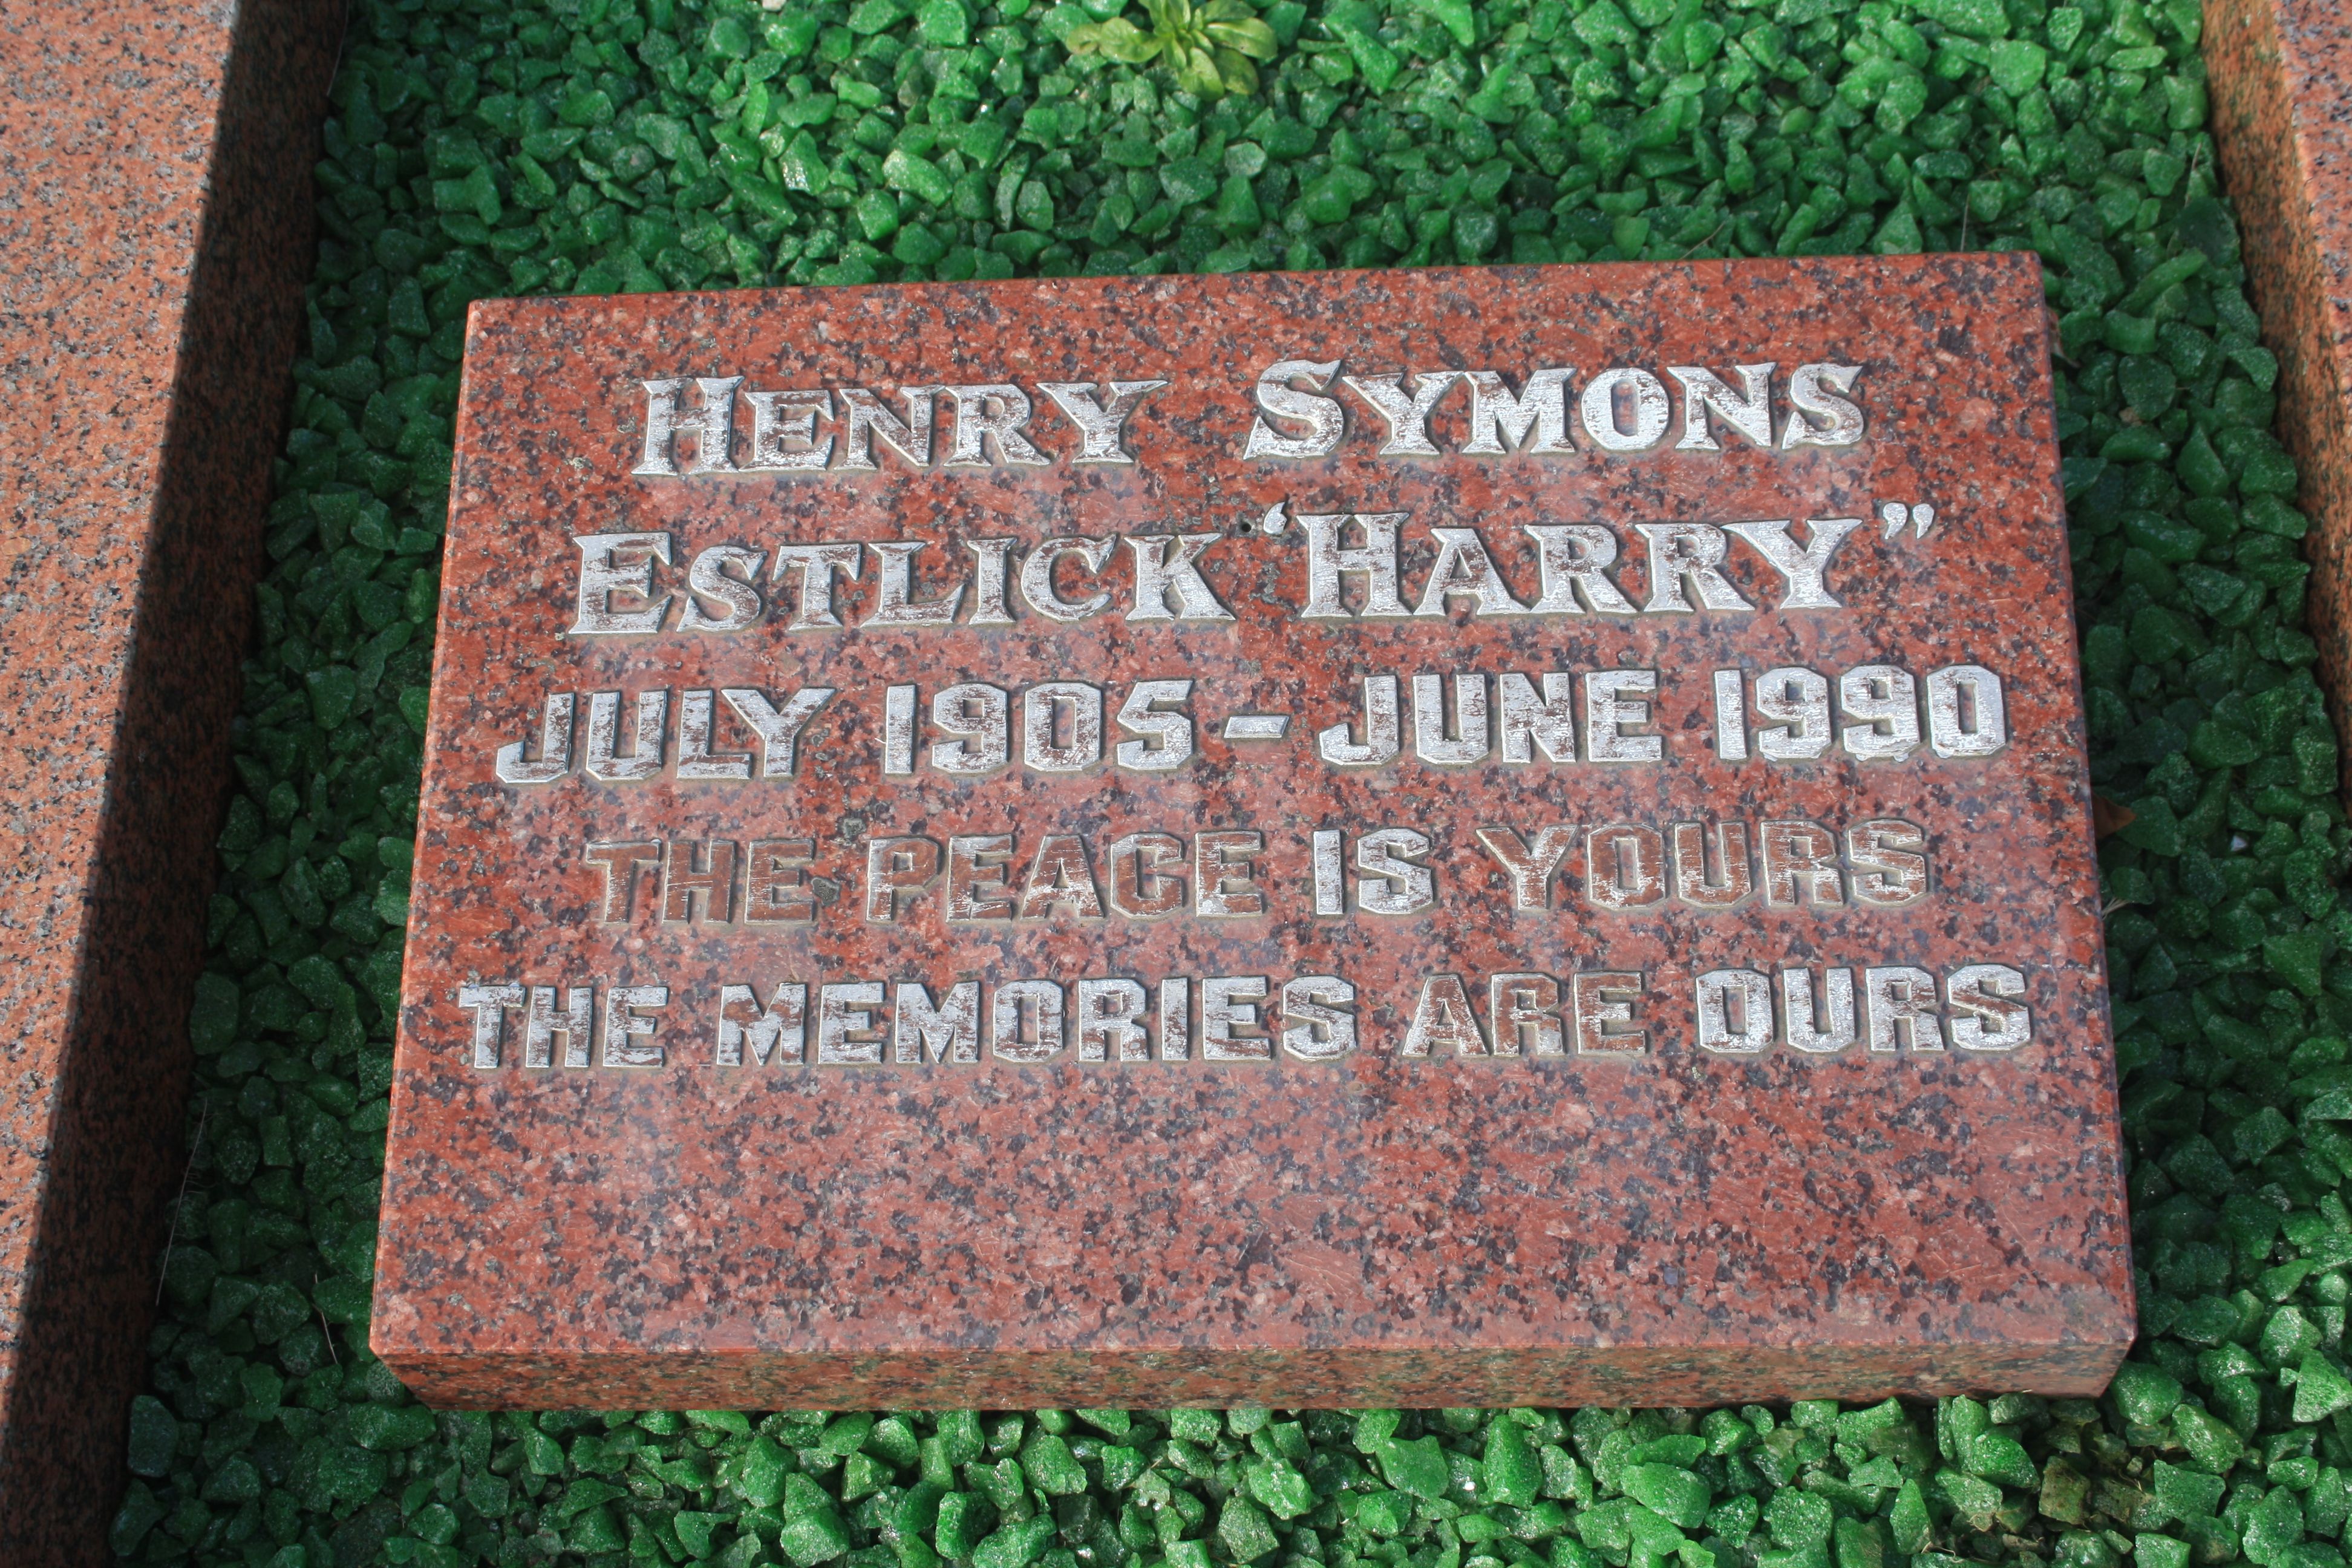 HENRY SYMONS
ESTLICK ‘HARRY”
JULY 1905 - JUNE 1990
THE PEACE IS YOURS
THE MEMORIES ARE OURS